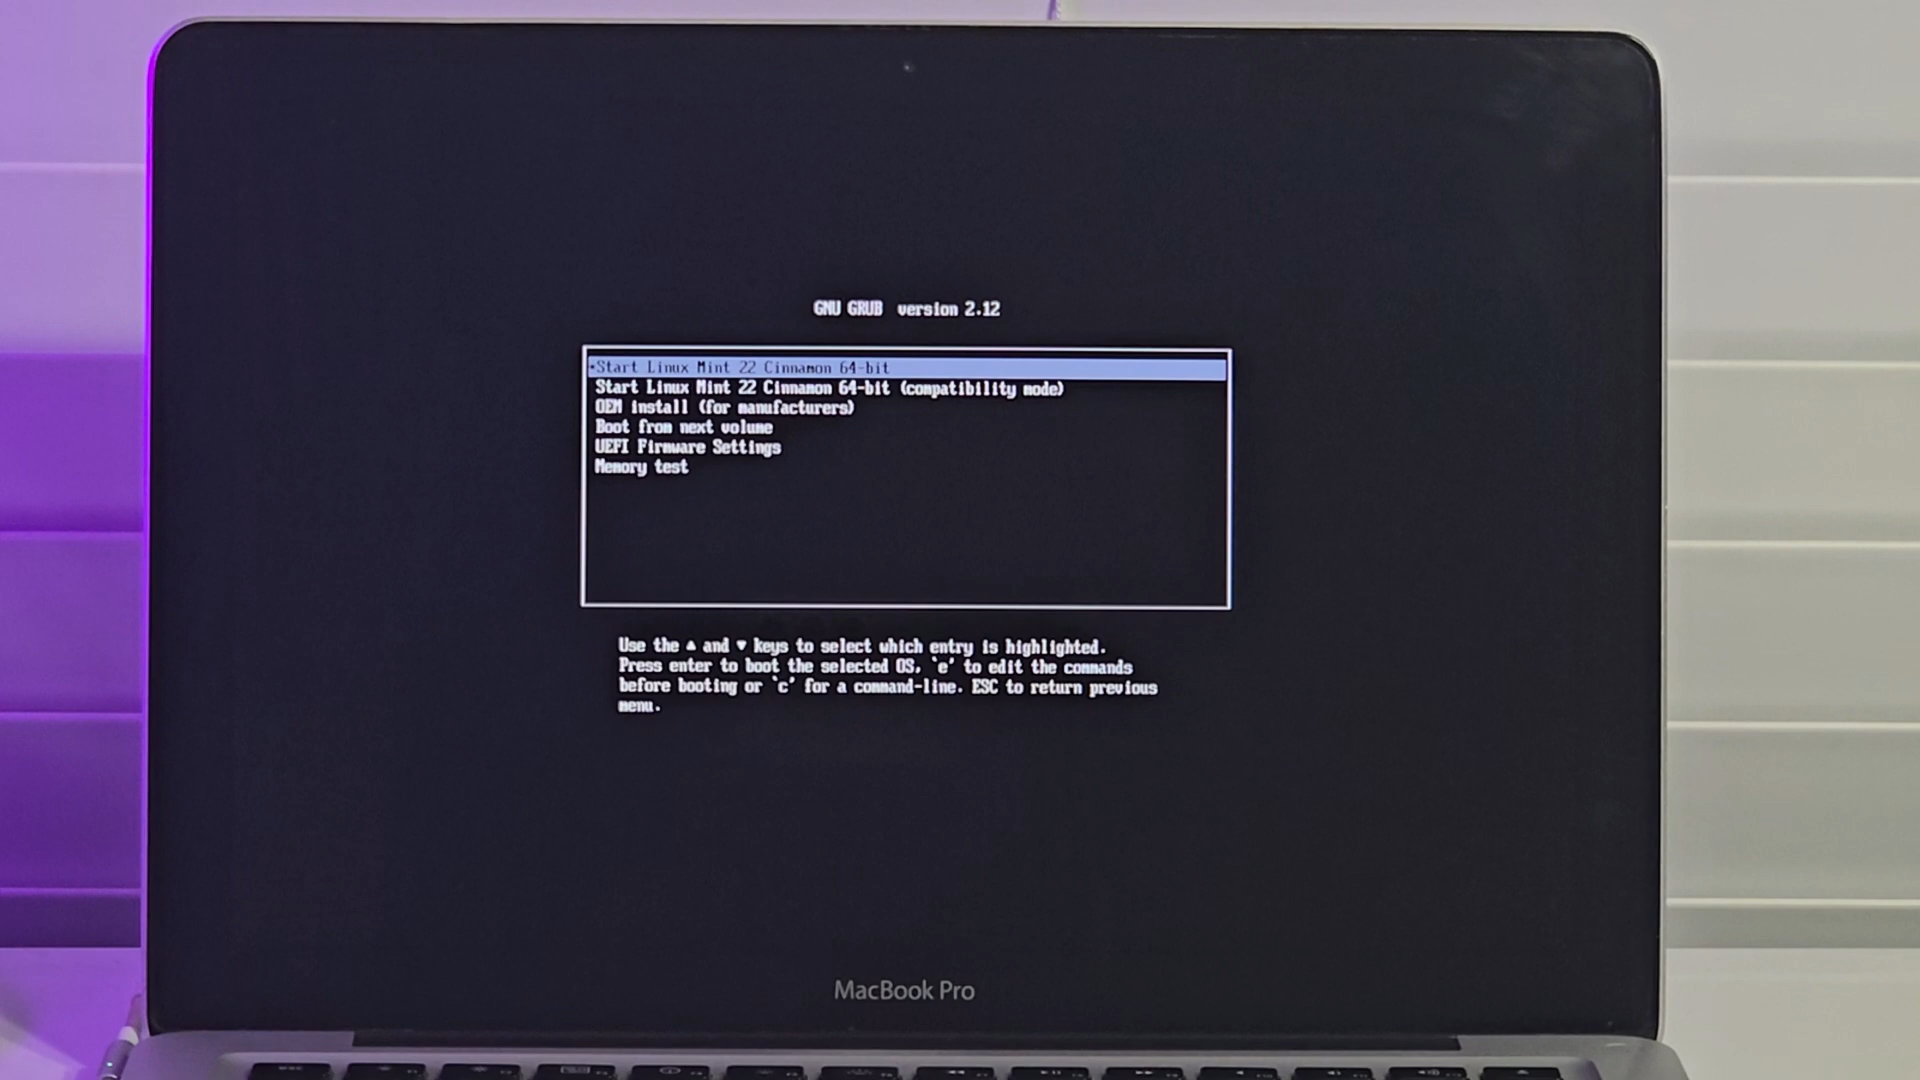 GNU GRUB version 2.12
*Start Linux Mint 22 Cinnamon 64-bit
Start Linux Mint 22 Cinnamon 64-bit (compatibility mode)
OEM install (for manufacturers)
Boot from next volume
UEFI Firmware Settings
Memory test
Use the ▲ and ▼ keys to select which entry is highlighted.
Press enter to boot the selected OS, `e' to edit the commands
before booting or `c' for a command-line. ESC to return previous
menu.
MacBook Pro